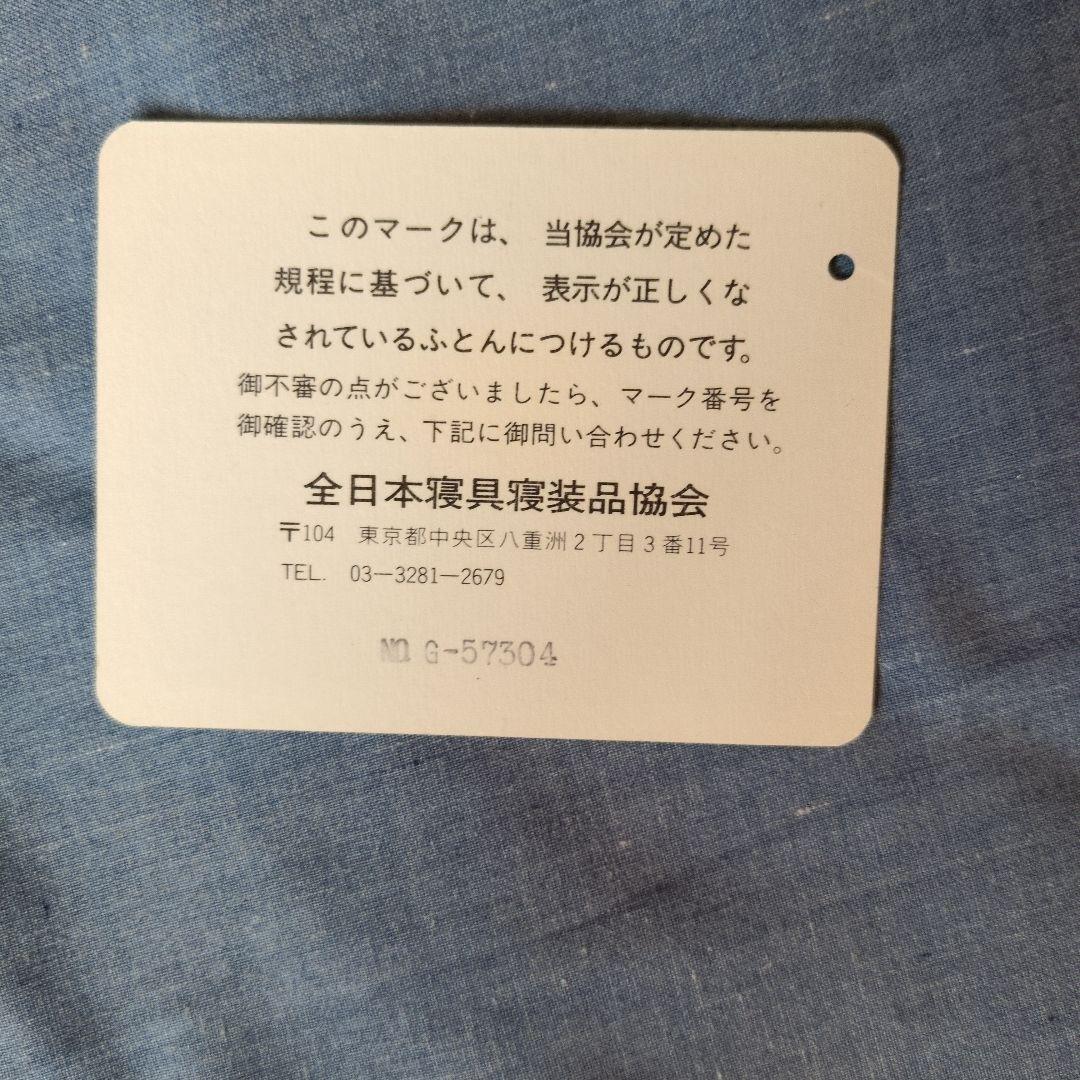 このマークは、当協会が定めた
規程に基づいて、表示が正しくな
されているふとんにつけるものです。
御不審の点がございましたら、マーク番号を
御確認のうえ、下記に御問い合わせください。
全日本寝具寝装品協会
〒104 東京都中央区八重洲2丁目3番11号
TEL. 03-3281-2679
No. G-57304